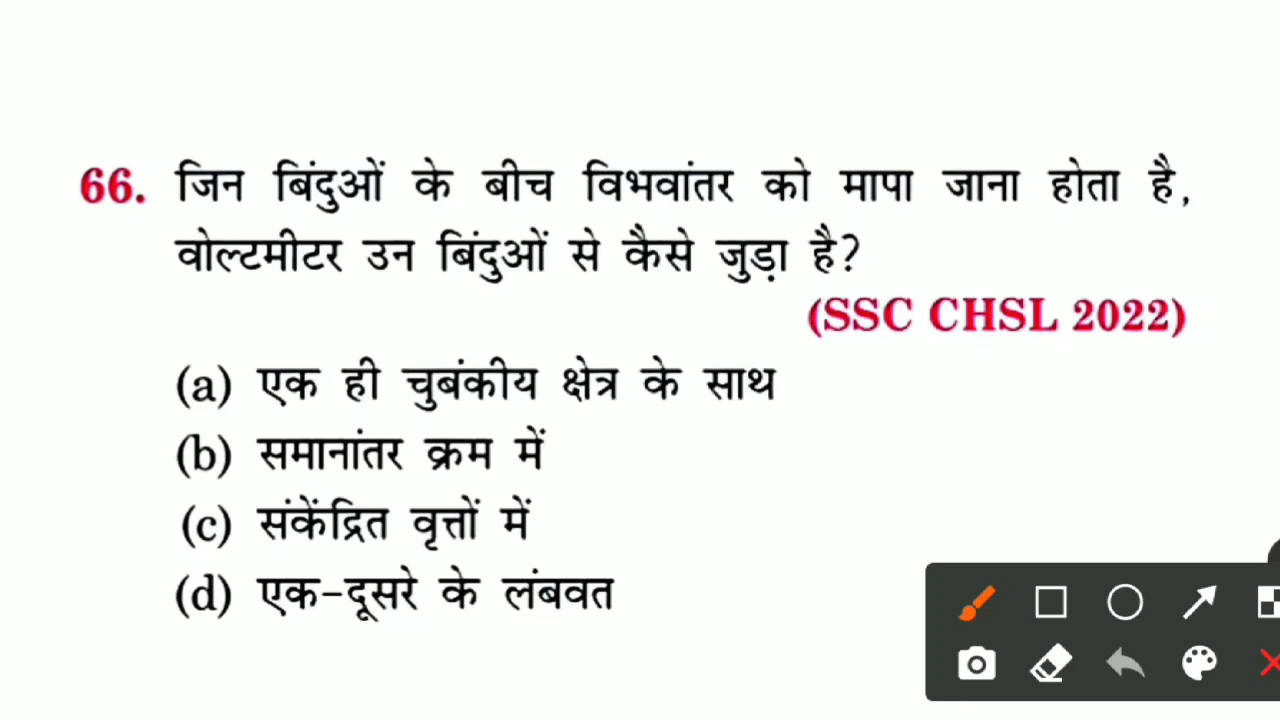 66. जिन बिंदुओं के बीच विभवांतर को मापा जाना होता है,
वोल्टमीटर उन बिंदुओं से कैसे जुड़ा है?
(SSC CHSL 2022)
(a) एक ही चुबंकीय क्षेत्र के साथ
(b) समानांतर क्रम में
(c) संकेंद्रित वृत्तों में
(d) एक-दूसरे के लंबवत